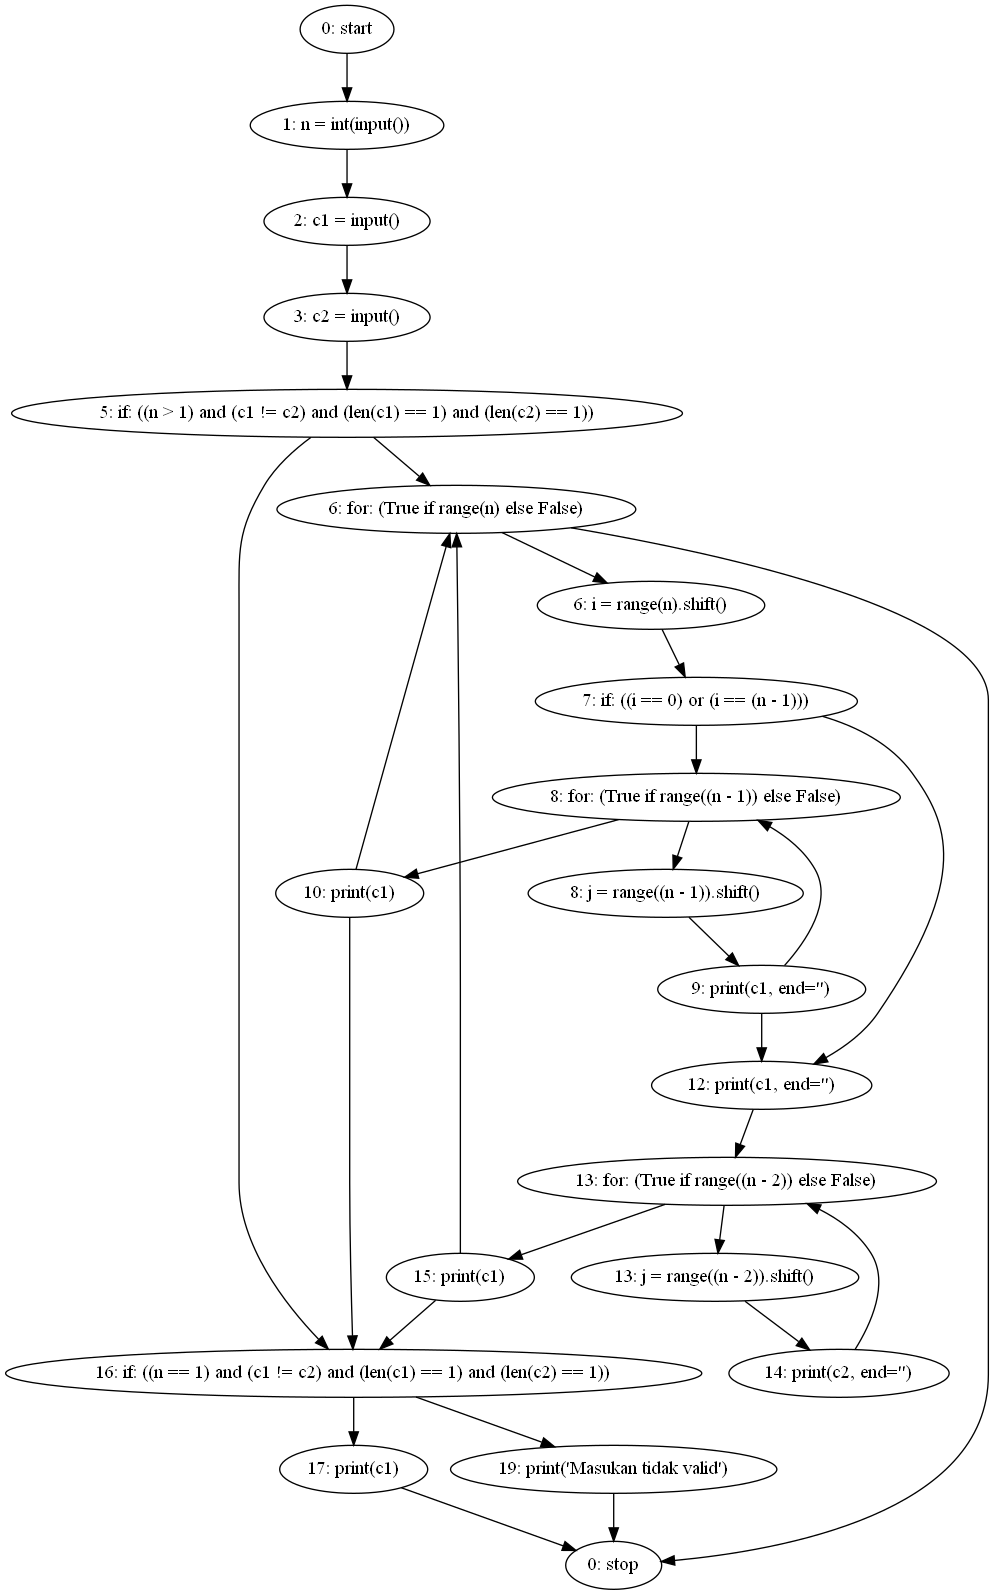 0: start
1: n = int(input())
2: c1 = input()
3: c2 = input()
5: if: ((n > 1) and (c1 != c2) and (len(c1) == 1) and (len(c2) == 1))
6: for: (True if range(n) else False)
6: i = range(n).shift()
7: if: ((i == 0) or (i == (n - 1)))
8: for: (True if range((n - 1)) else False)
10: print(c1)
8: j = range((n - 1)).shift()
9: print(c1, end='')
12: print(c1, end='')
13: for: (True if range((n - 2)) else False)
15: print(c1)
13: j = range((n - 2)).shift()
16: if: ((n == 1) and (c1 != c2) and (len(c1) == 1) and (len(c2) == 1))
14: print(c2, end='')
17: print(c1)
19: print('Masukan tidak valid')
0: stop